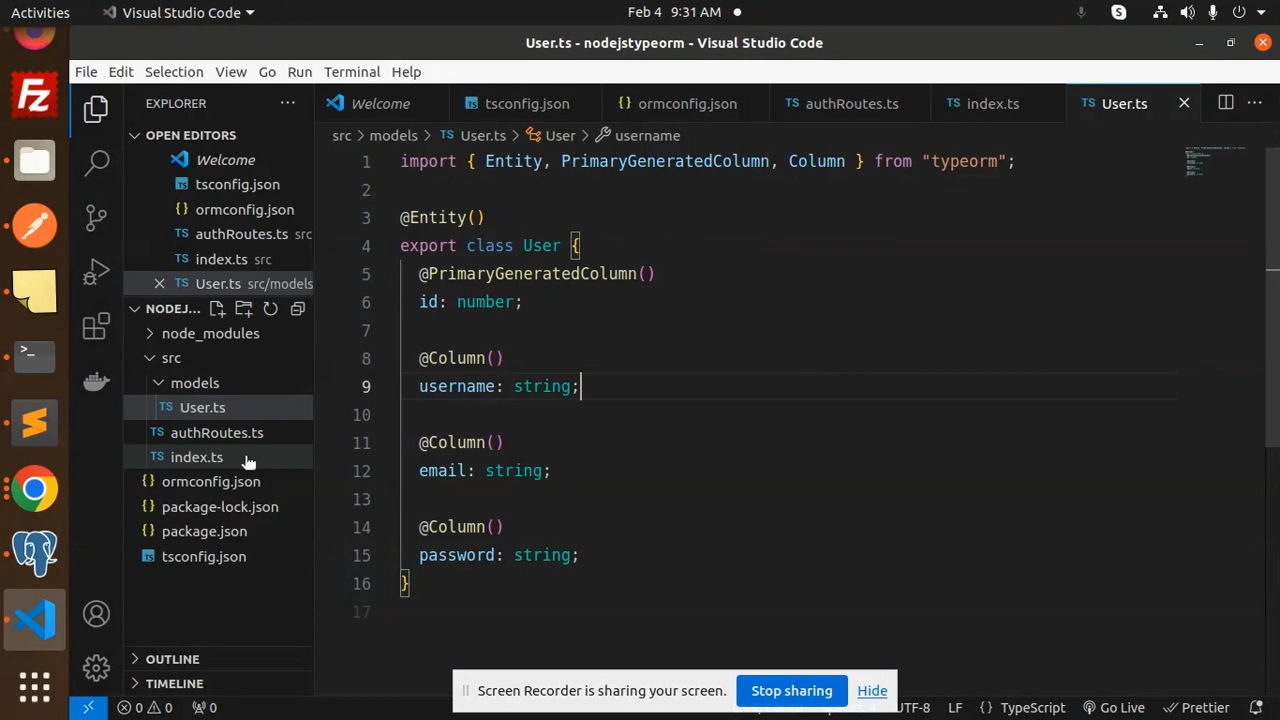 Activities
Visual Studio Code
Feb 4 9:31 AM
User.ts - nodejstypeorm - Visual Studio Code
File Edit Selection View Go Run Terminal Help
EXPLORER
OPEN EDITORS
Welcome
tsconfig.json
ormconfig.json
authRoutes.ts src
index.ts src
User.ts src/models
NODEJ...
node_modules
src
models
User.ts
authRoutes.ts
index.ts
ormconfig.json
package-lock.json
package.json
tsconfig.json
OUTLINE
TIMELINE
Welcome
tsconfig.json
ormconfig.json
authRoutes.ts
index.ts
User.ts
src > models > TS User.ts > User > username
1 import { Entity, PrimaryGeneratedColumn, Column } from "typeorm";
2
3 @Entity()
4 export class User {
5 @PrimaryGeneratedColumn()
6 id: number;
7
8 @Column()
9 username: string;
10
11 @Column()
12 email: string;
13
14 @Column()
15 password: string;
16 }
17
Screen Recorder is sharing your screen. Stop sharing Hide
0 0 0
UTF-8 LF { } TypeScript Go Live Prettier